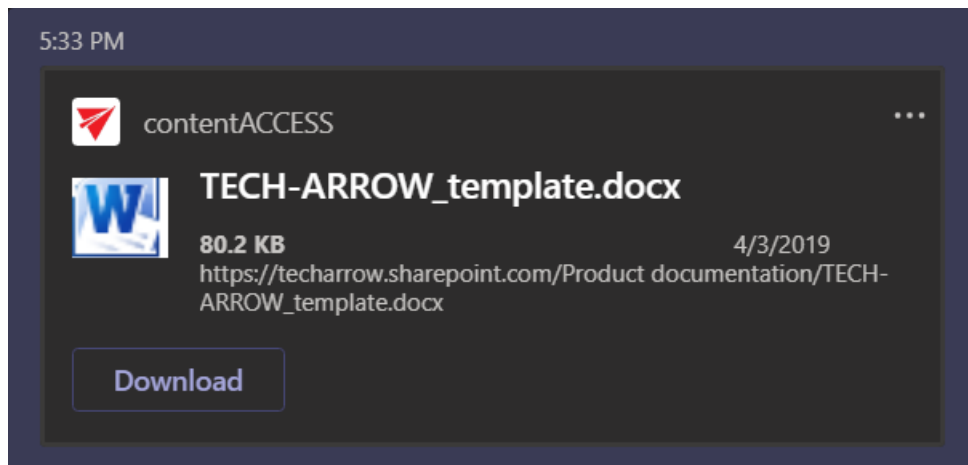 5:33 PM
contentACCESS
TECH-ARROW_template.docx
80.2 KB 4/3/2019
https://techarrow.sharepoint.com/Product documentation/TECH-
ARROW_template.docx
Download